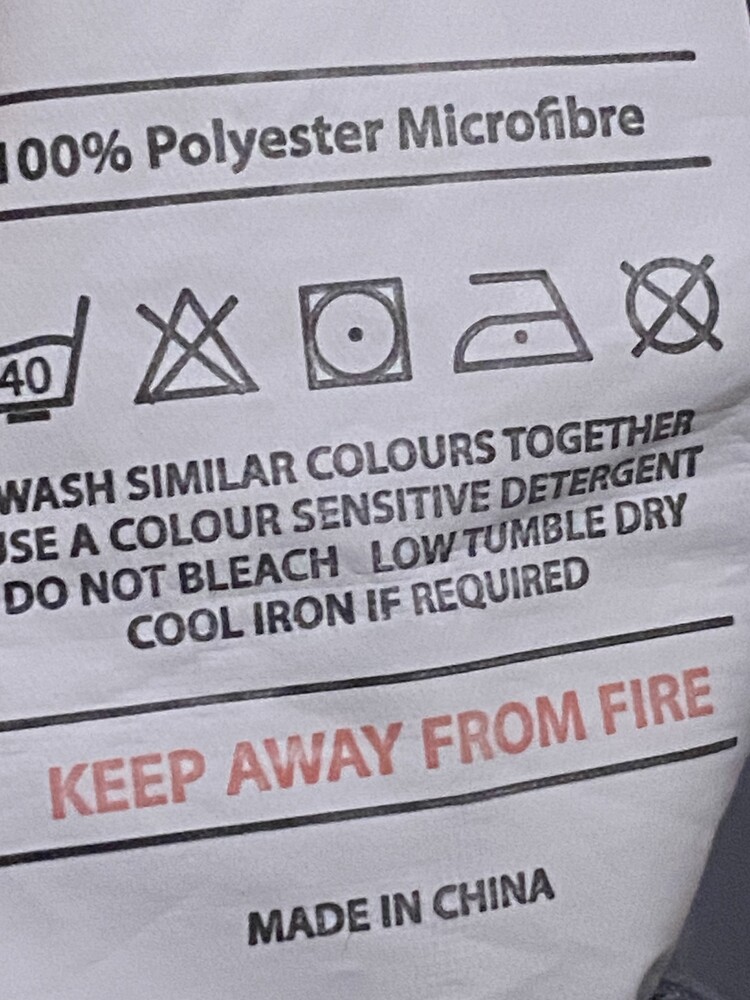 100% Polyester Microfibre
40
WASH SIMILAR COLOURS TOGETHER
USE A COLOUR SENSITIVE DETERGENT
DO NOT BLEACH LOW TUMBLE DRY
COOL IRON IF REQUIRED
KEEP AWAY FROM FIRE
MADE IN CHINA